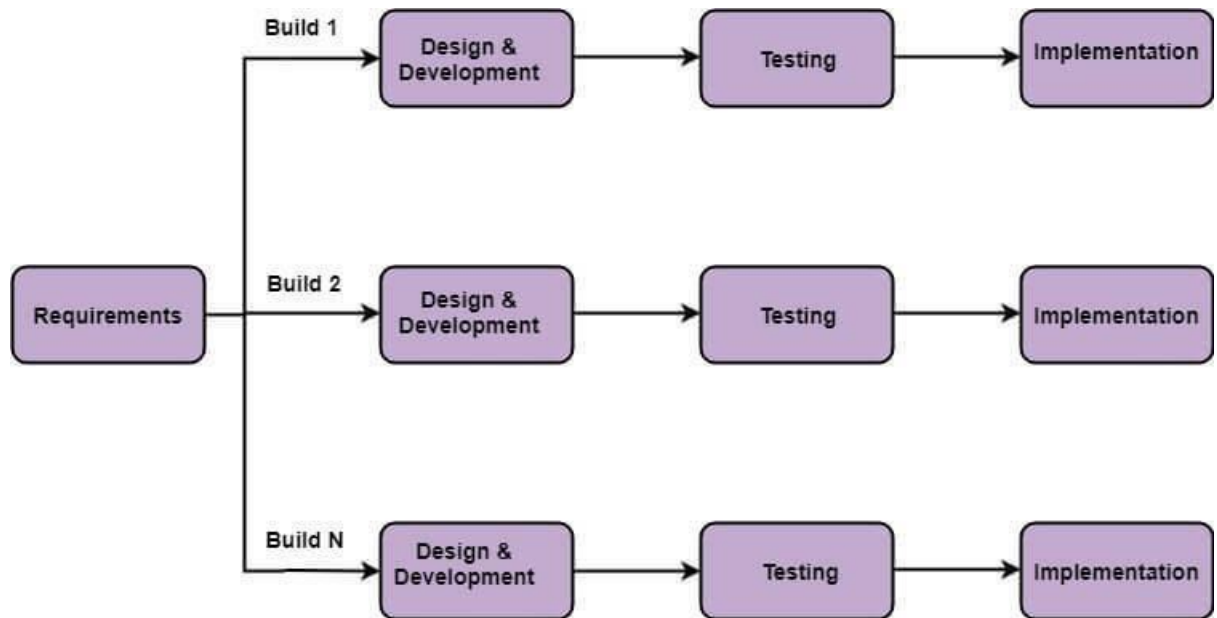 Build 1
Design &
Development
Testing
Implementation
Requirements
Build 2
Design &
Development
Testing
Implementation
Build N
Design &
Development
Testing
Implementation